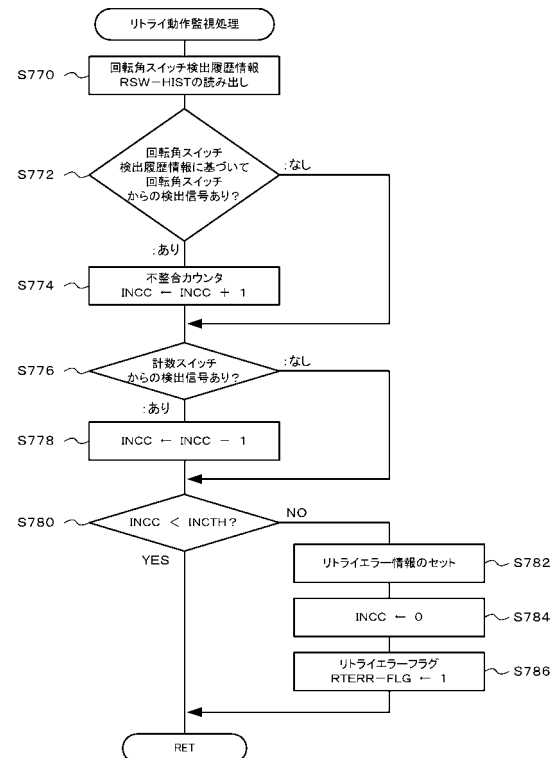 リトライ動作監視処理
S770
回転角スイッチ検出履歴情報
RSW-HISTの読み出し
S772
回転角スイッチ
検出履歴情報に基づいて
回転角スイッチ
からの検出信号あり?
:なし
:あり
S774
不整合カウンタ
INCC ← INCC + 1
S776
計数スイッチ
からの検出信号あり?
:なし
:あり
S778
INCC ← INCC - 1
S780
INCC < INCTH?
NO
YES
リトライエラー情報のセット
S782
INCC ← 0
S784
リトライエラーフラグ
RTERR-FLG ← 1
S786
RET